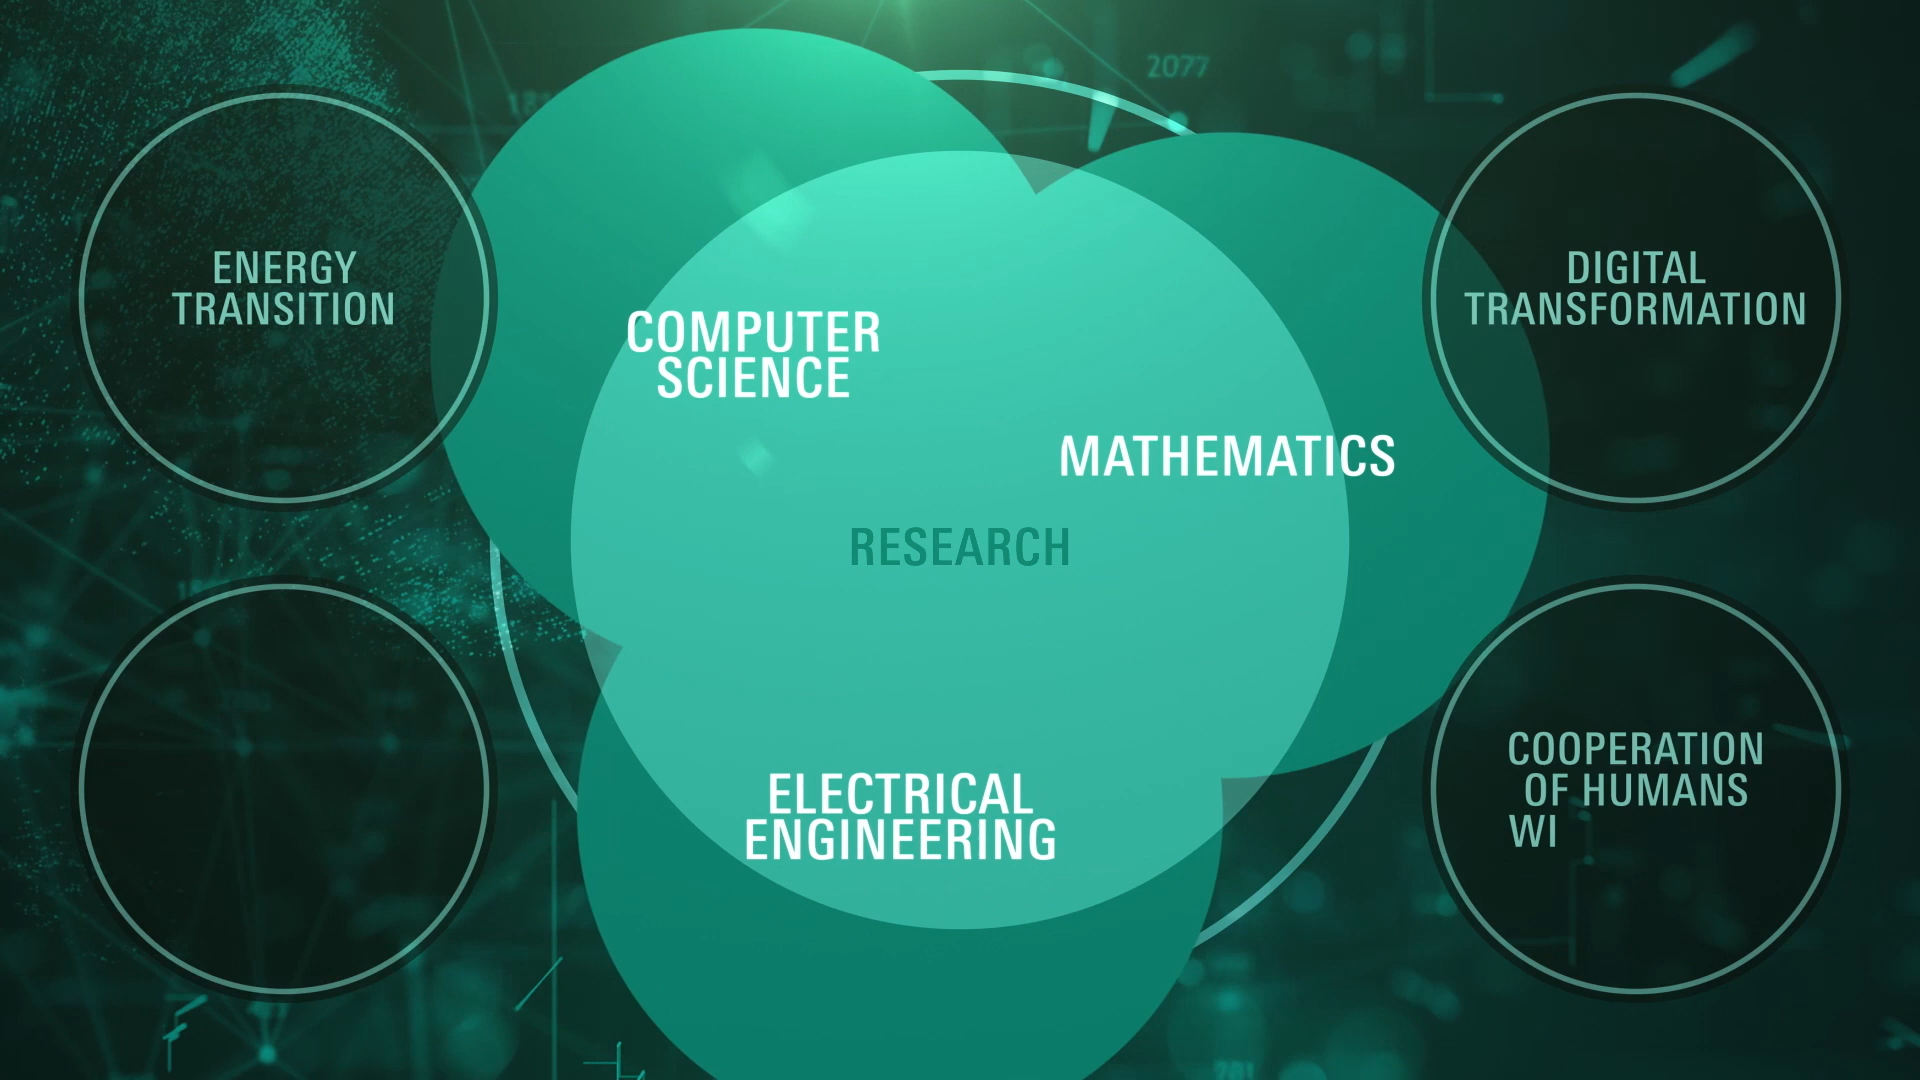 ENERGY
TRANSITION
COMPUTER
SCIENCE
MATHEMATICS
RESEARCH
ELECTRICAL
ENGINEERING
DIGITAL
TRANSFORMATION
COOPERATION
OF HUMANS
WI
2077